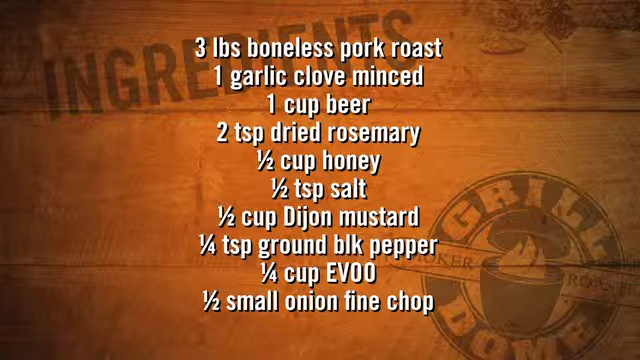 INGREDIENTS
3 lbs boneless pork roast
1 garlic clove minced
1 cup beer
2 tsp dried rosemary
½ cup honey
½ tsp salt
½ cup Dijon mustard
¼ tsp ground blk pepper
¼ cup EVOO
½ small onion fine chop
GRILL
DOME